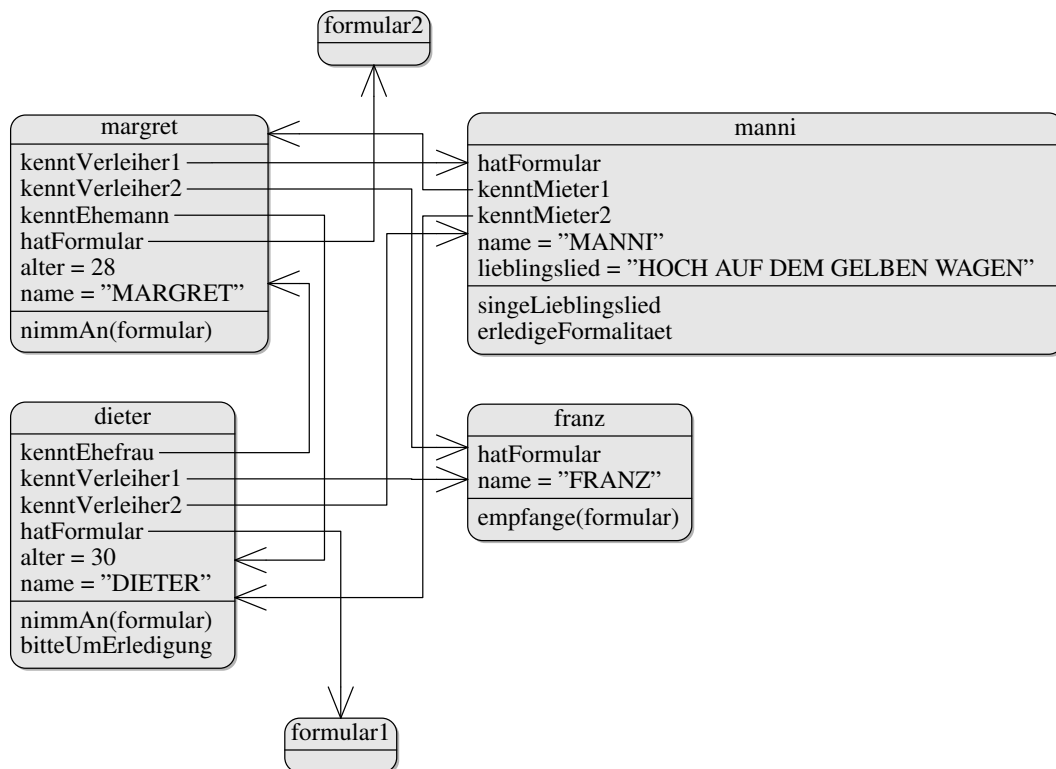 formular2
margret
kenntVerleiher1
kenntVerleiher2
kenntEhemann
hatFormular
alter = 28
name = ”MARGRET”
nimmAn(formular)
manni
hatFormular
kenntMieter1
kenntMieter2
name = ”MANNI”
lieblingslied = ”HOCH AUF DEM GELBEN WAGEN”
singeLieblingslied
erledigeFormalitaet
dieter
kenntEhefrau
kenntVerleiher1
kenntVerleiher2
hatFormular
alter = 30
name = ”DIETER”
nimmAn(formular)
bitteUmErledigung
franz
hatFormular
name = ”FRANZ”
empfange(formular)
formular1